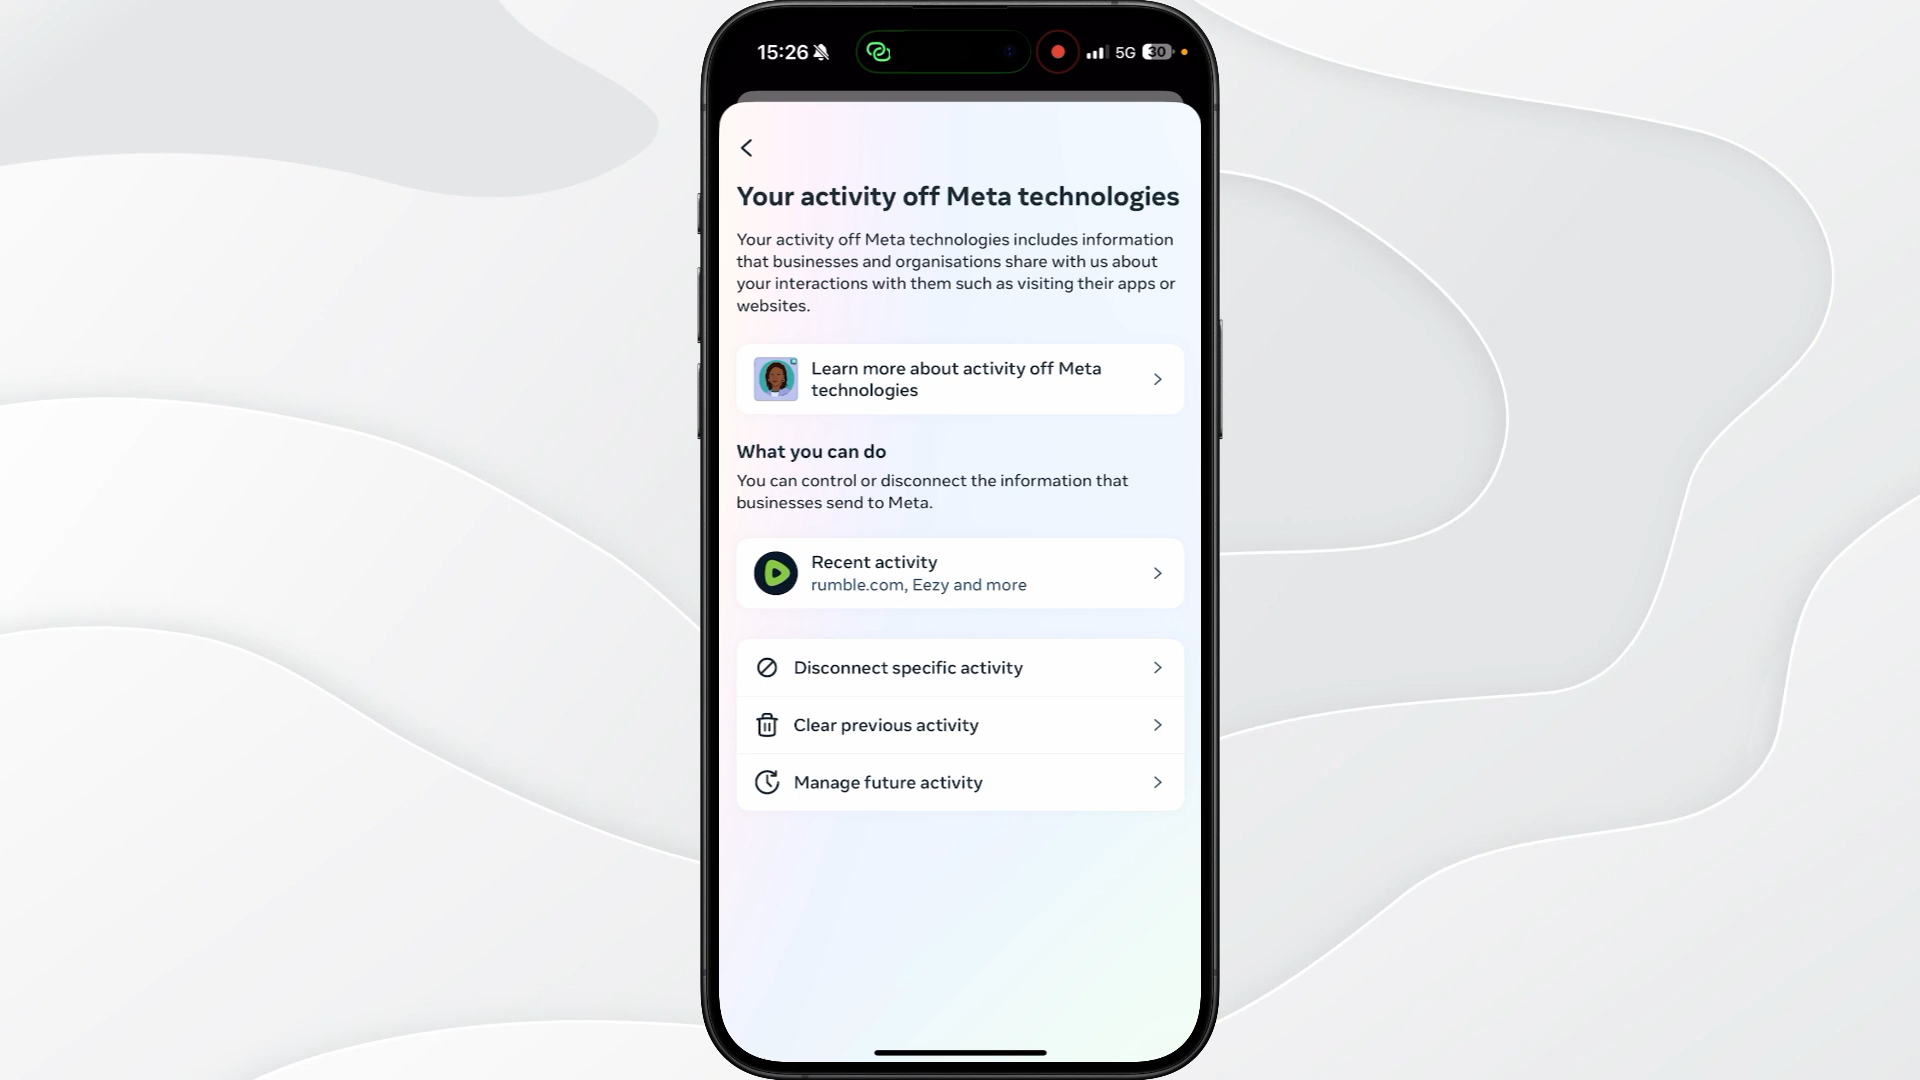 15:26
5G
30
Your activity off Meta technologies
Your activity off Meta technologies includes information
that businesses and organisations share with us about
your interactions with them such as visiting their apps or
websites.
Learn more about activity off Meta
technologies
What you can do
You can control or disconnect the information that
businesses send to Meta.
Recent activity
rumble.com, Eezy and more
Disconnect specific activity
Clear previous activity
Manage future activity